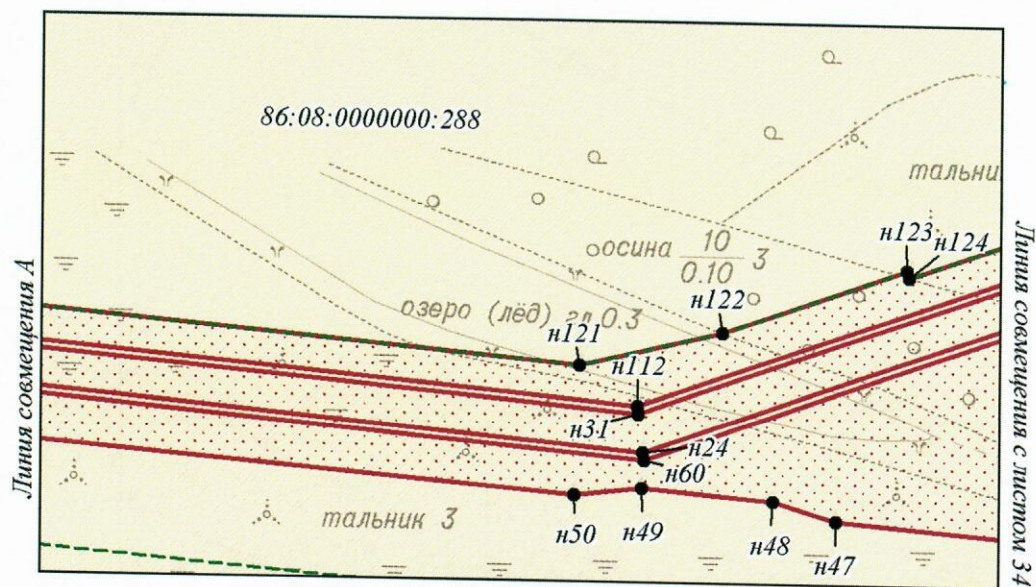 86:08:0000000:288
тальни
н123
н124
осина 10/0.10 3
н122
озеро (лёд) гл 0.3
н121
н112
н31
н24
н60
тальник 3
н50
н49
н48
н47
Линия совмещения А
Линия совмещения с листом